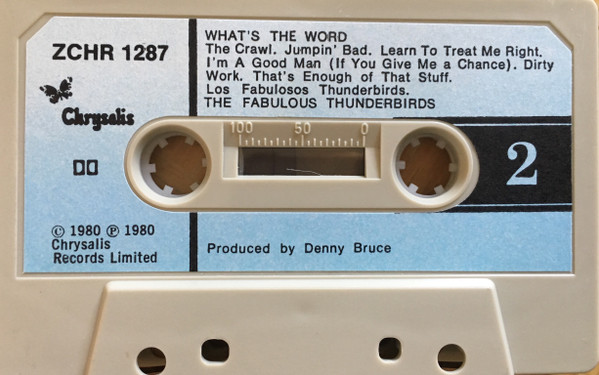 ZCHR 1287
Chrysalis
© 1980 ℗ 1980
Chrysalis
Records Limited
WHAT'S THE WORD
The Crawl. Jumpin' Bad. Learn To Treat Me Right.
I'm A Good Man (If You Give Me a Chance). Dirty
Work. That's Enough of That Stuff.
Los Fabulosos Thunderbirds.
THE FABULOUS THUNDERBIRDS
100 50 0
2
Produced by Denny Bruce